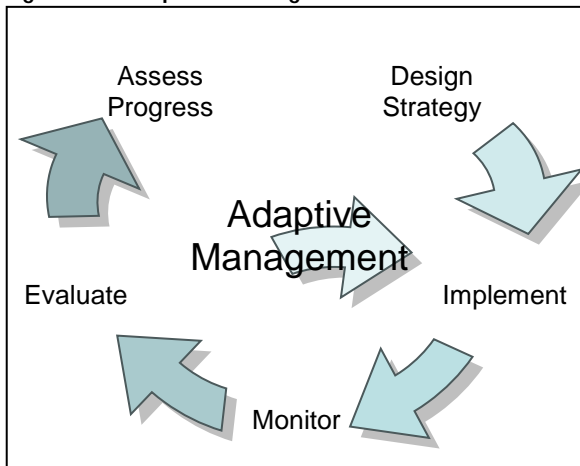 Assess
Progress
Design
Strategy
Adaptive
Management
Evaluate
Implement
Monitor